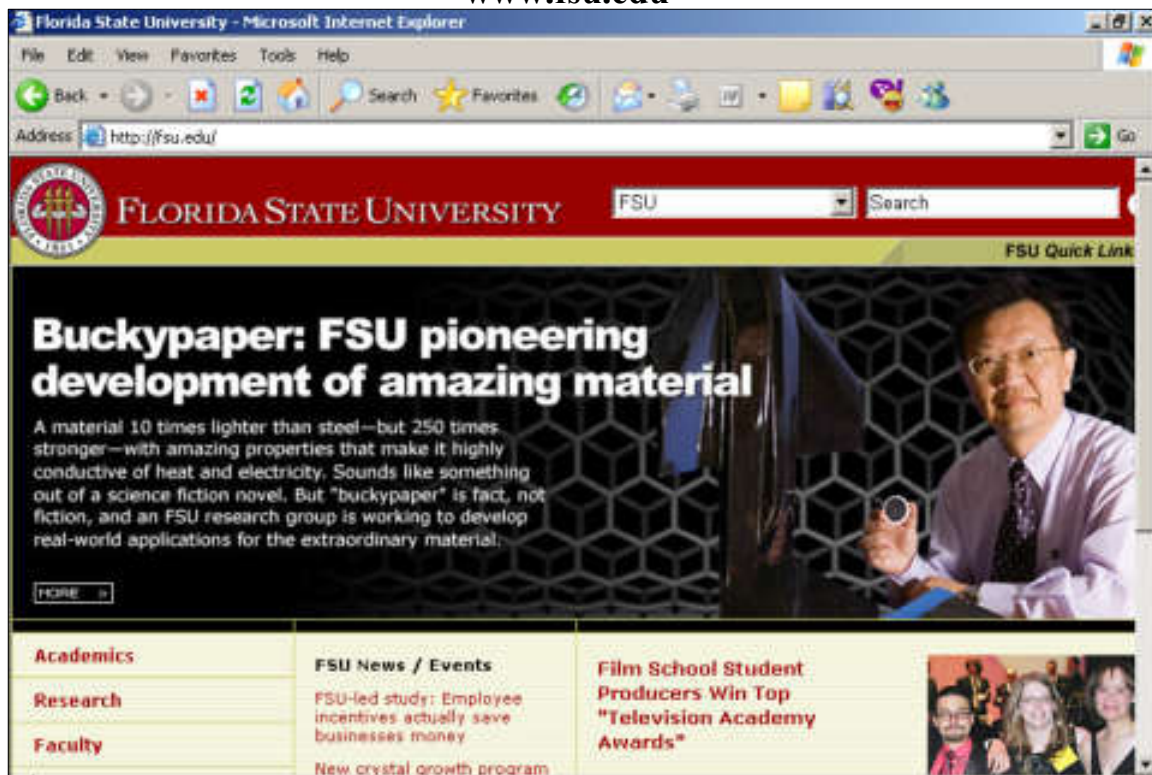 www.fsu.edu
Florida State University - Microsoft Internet Explorer
File Edit View Favorites Tools Help
Back Search Favorites
Address http://fsu.edu/ Go
FLORIDA STATE UNIVERSITY FSU Search
FSU Quick Link
Buckypaper: FSU pioneering
development of amazing material
A material 10 times lighter than steel—but 250 times
stronger—with amazing properties that make it highly
conductive of heat and electricity. Sounds like something
out of a science fiction novel. But "buckypaper" is fact, not
fiction, and an FSU research group is working to develop
real-world applications for the extraordinary material.
MORE »
Academics
Research
Faculty
FSU News / Events
FSU-led study: Employee
incentives actually save
businesses money
New crystal growth program
Film School Student
Producers Win Top
"Television Academy
Awards"